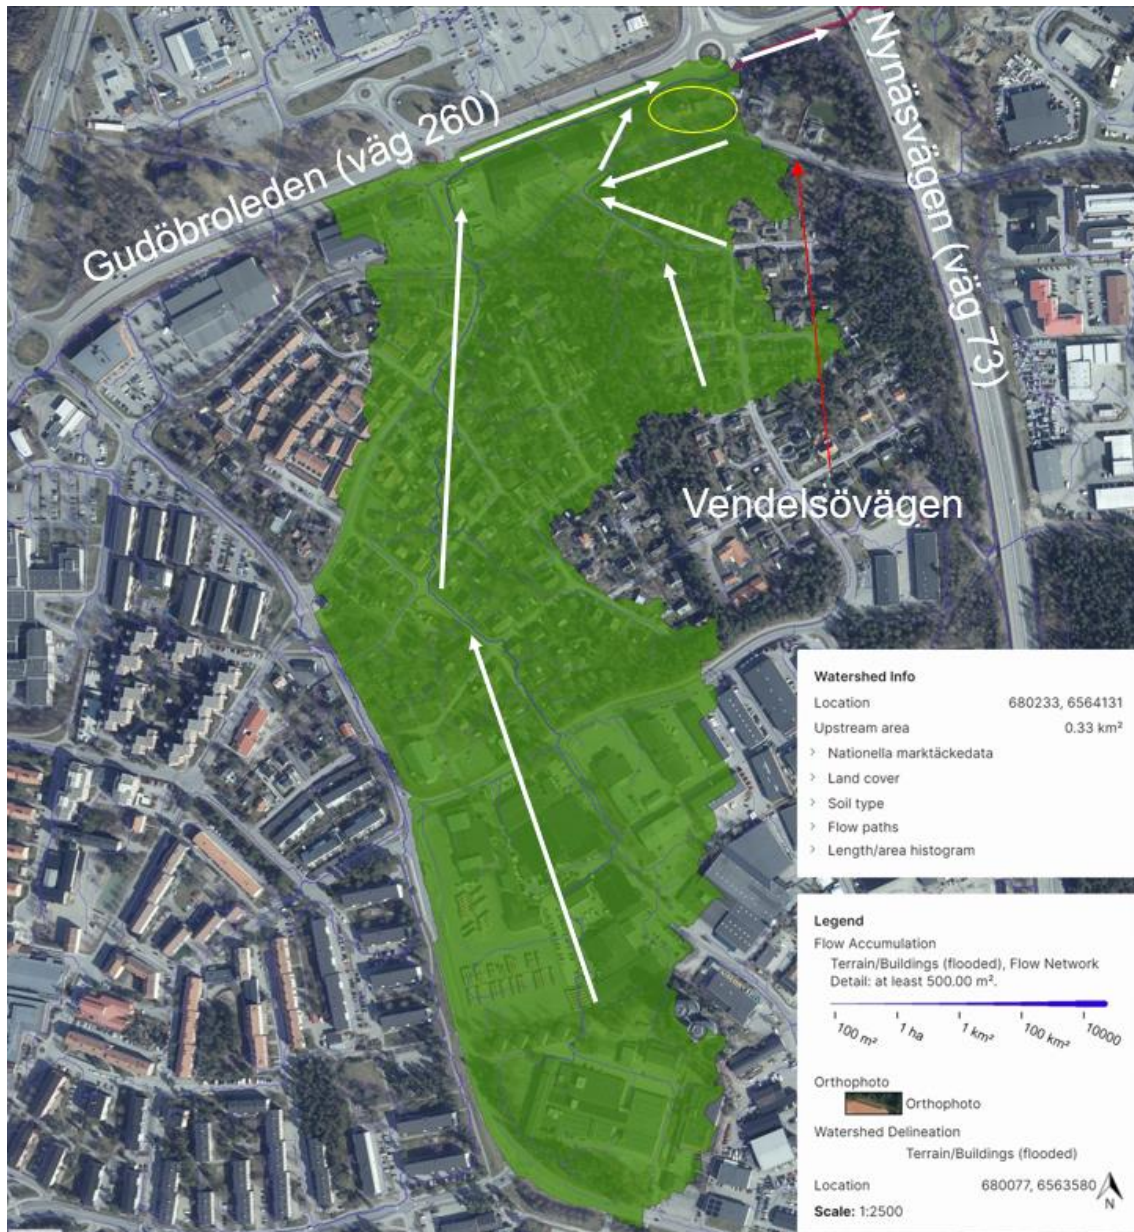 Gudöbroleden (väg 260)
Nynäsvägen (väg 73)
Vendelsövägen
Watershed Info
Location 680233, 6564131
Upstream area 0.33 km²
> Nationella marktäckedata
> Land cover
> Soil type
> Flow paths
> Length/area histogram
Legend
Flow Accumulation
Terrain/Buildings (flooded), Flow Network
Detail: at least 500.00 m².
100 m² 1 ha 1 km² 100 km² 10000
Orthophoto
Orthophoto
Watershed Delineation
Terrain/Buildings (flooded)
Location 680077, 6563580
N
Scale: 1:2500